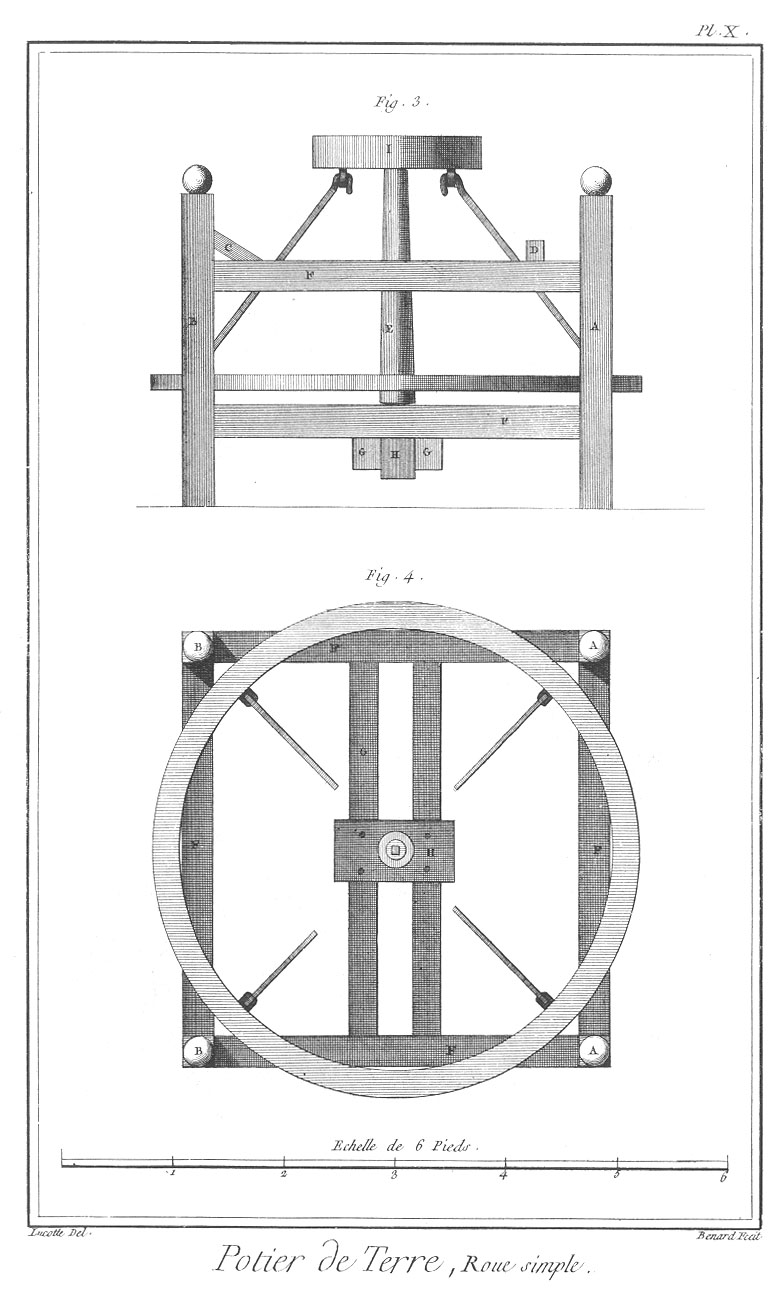 Pl. X.
Fig. 3.
I
C
D
F
B
E
A
F
G H G
Fig. 4.
B F A
G
F H F
B F A
Echelle de 6 Pieds.
1 2 3 4 5 6
Lucotte Del. Benard Fecit
Potier de Terre, Roue simple.